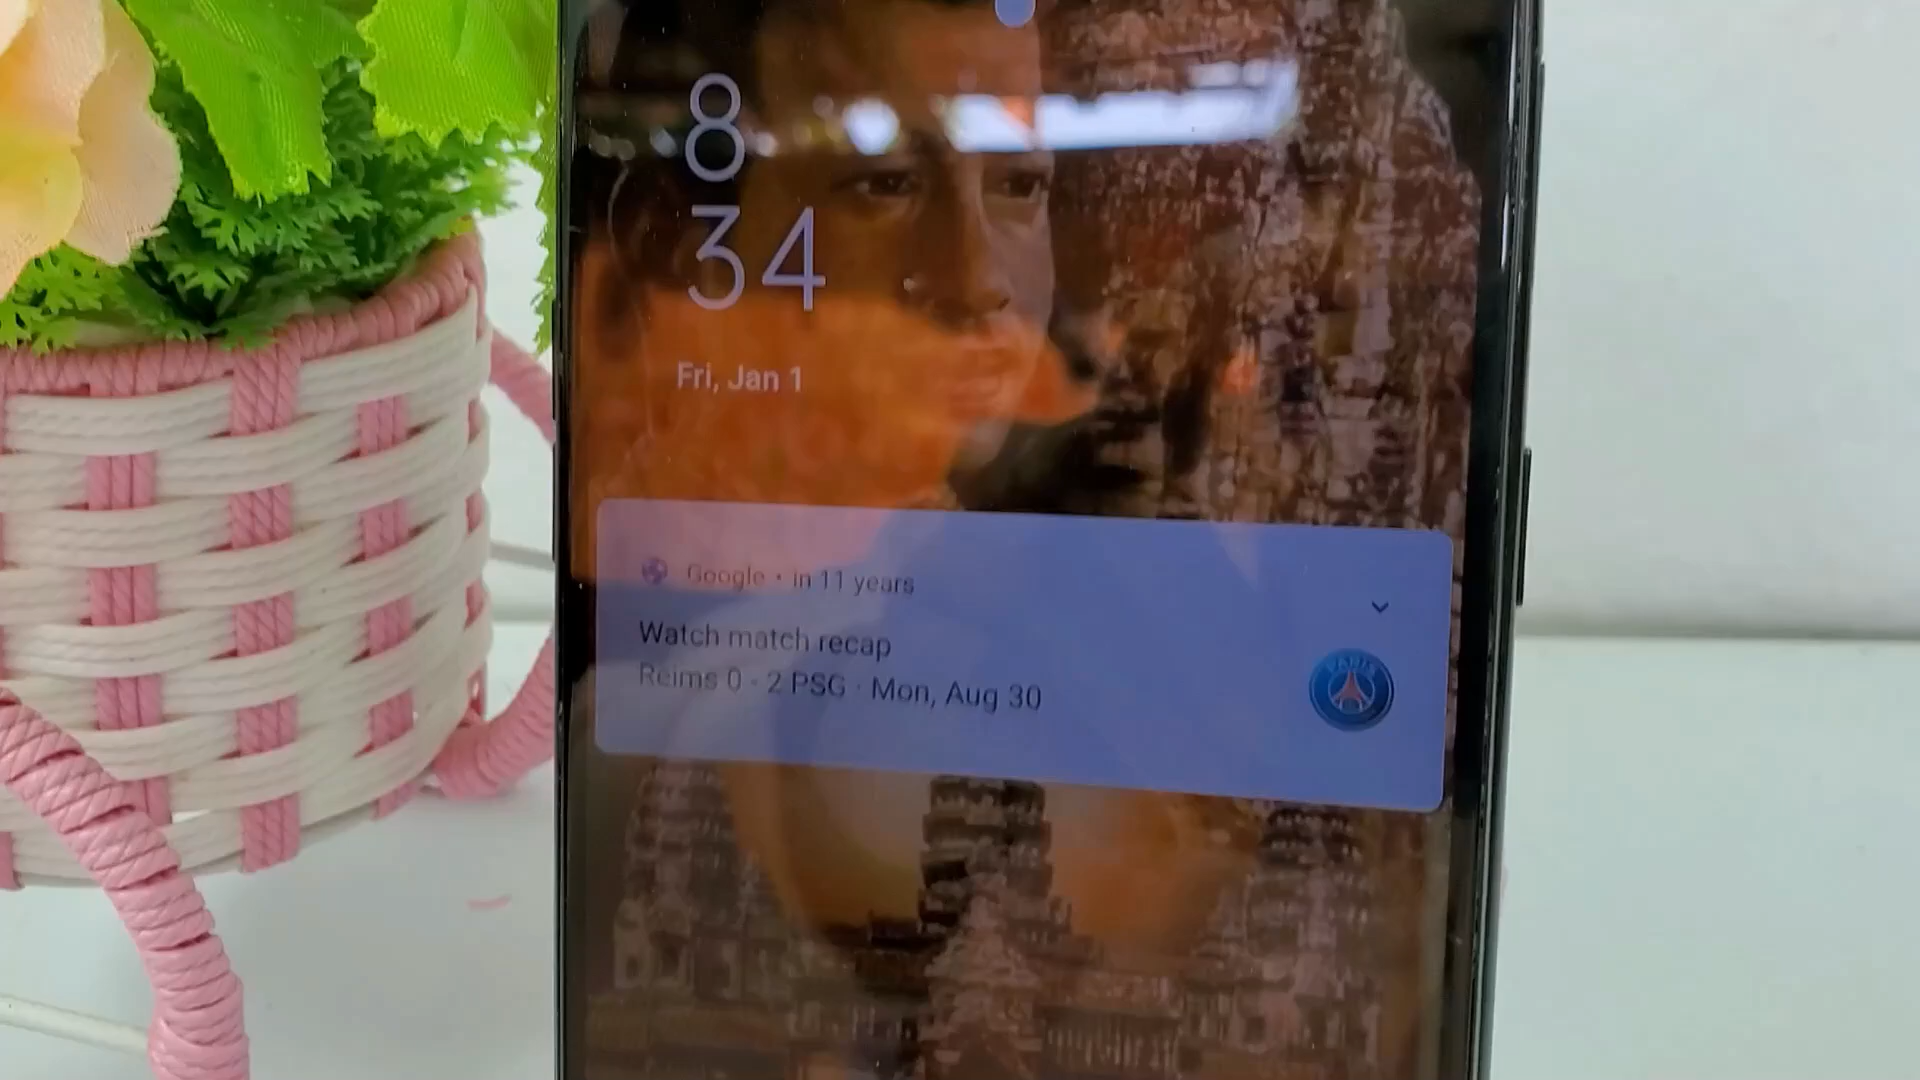 8
34
Fri, Jan 1
Google • in 11 years
Watch match recap
Reims 0 - 2 PSG · Mon, Aug 30
PARIS